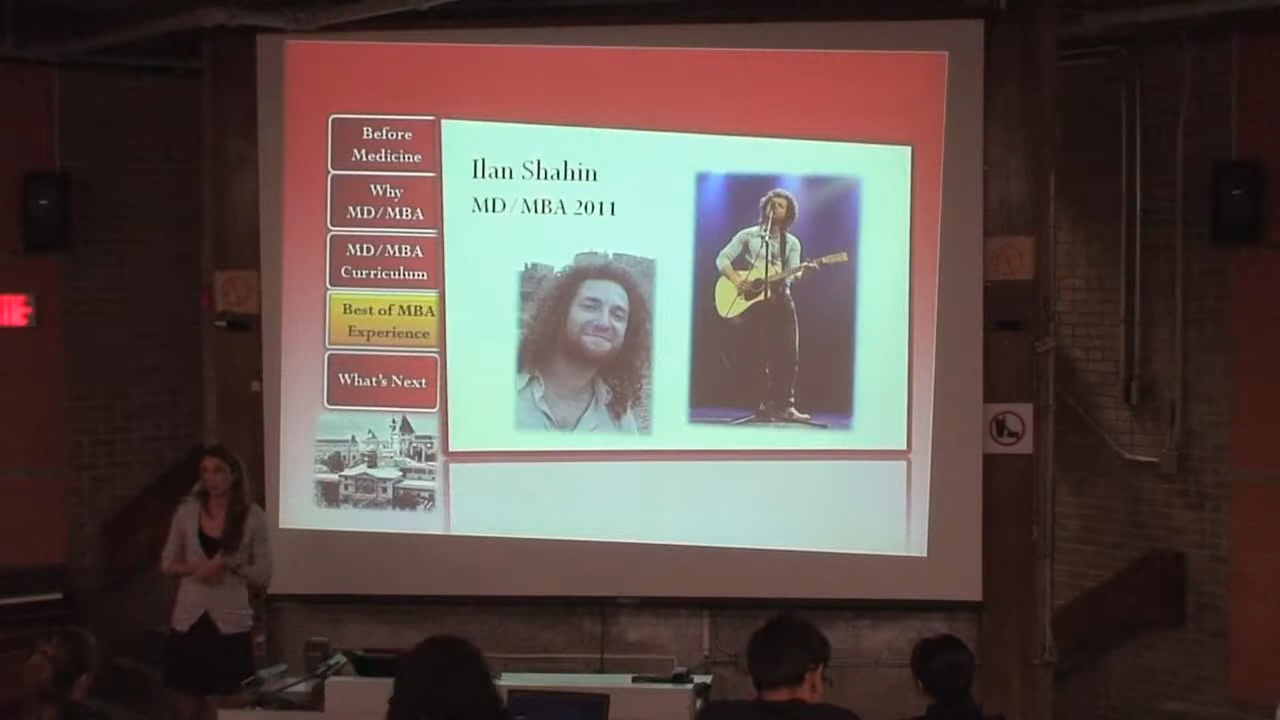 Before
Medicine
Why
MD/MBA
MD/MBA
Curriculum
Best of MBA
Experience
What's Next
Ilan Shahin
MD/MBA 2011